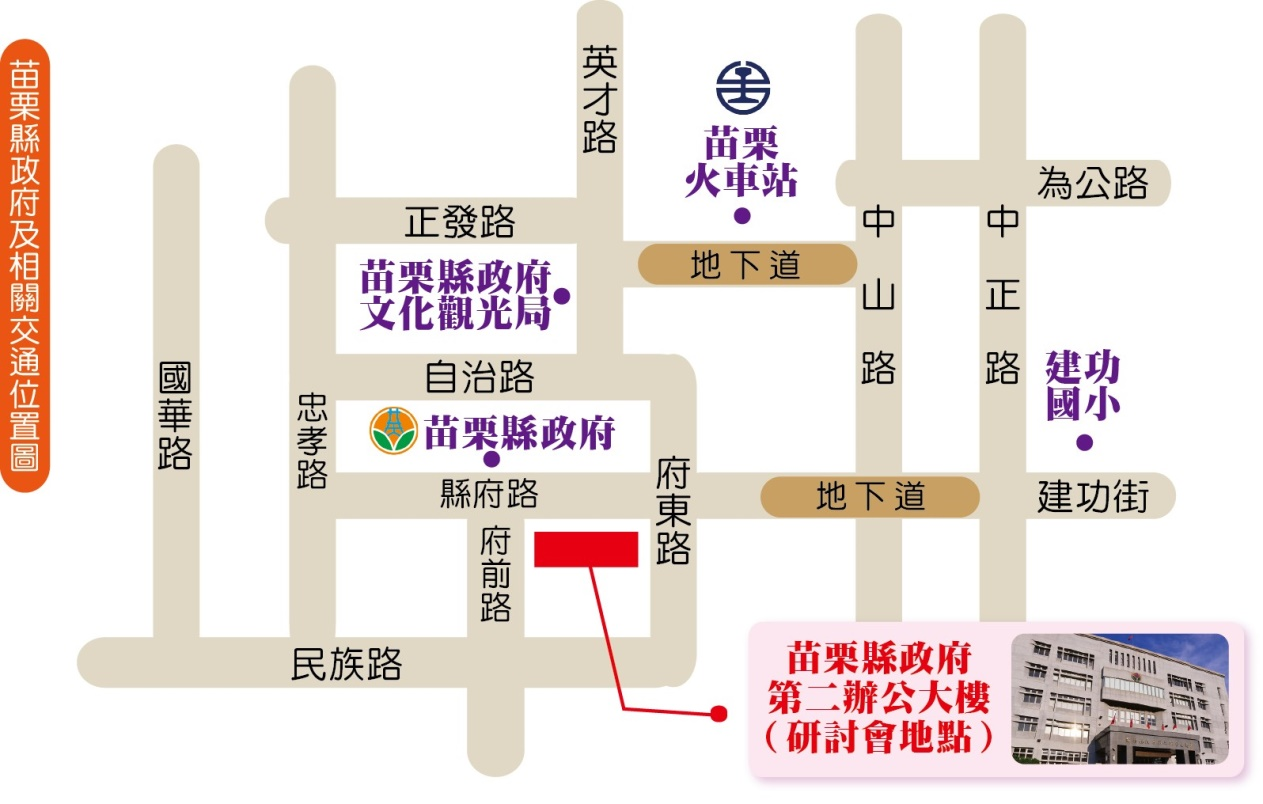 苗栗縣政府及相關交通位置圖
英才路
苗栗
火車站
為公路
正發路
中山路
中正路
地下道
苗栗縣政府
文化觀光局
國華路
自治路
建功
國小
忠孝路
苗栗縣政府
府東路
縣府路
地下道
建功街
府前路
民族路
苗栗縣政府
第二辦公大樓
（研討會地點）